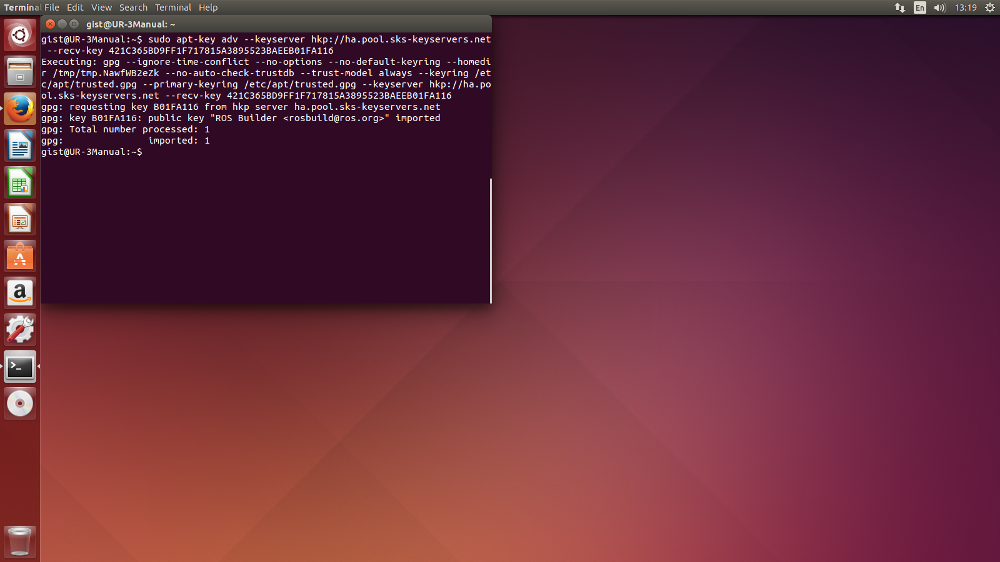 Terminal File Edit View Search Terminal Help En 13:19
gist@UR-3Manual: ~
gist@UR-3Manual:~$ sudo apt-key adv --keyserver hkp://ha.pool.sks-keyservers.net
 --recv-key 421C365BD9FF1F717815A3895523BAEEB01FA116
Executing: gpg --ignore-time-conflict --no-options --no-default-keyring --homedi
r /tmp/tmp.NawfWB2eZk --no-auto-check-trustdb --trust-model always --keyring /et
c/apt/trusted.gpg --primary-keyring /etc/apt/trusted.gpg --keyserver hkp://ha.po
ol.sks-keyservers.net --recv-key 421C365BD9FF1F717815A3895523BAEEB01FA116
gpg: requesting key B01FA116 from hkp server ha.pool.sks-keyservers.net
gpg: key B01FA116: public key "ROS Builder <rosbuild@ros.org>" imported
gpg: Total number processed: 1
gpg:               imported: 1
gist@UR-3Manual:~$